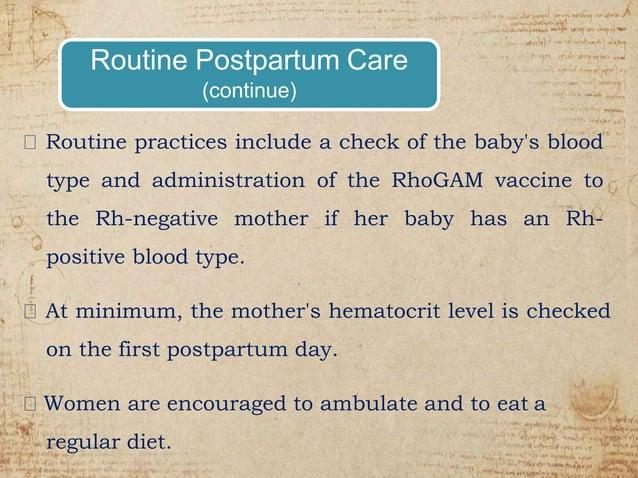 Routine Postpartum Care
(continue)
Routine practices include a check of the baby's blood
type and administration of the RhoGAM vaccine to
the Rh-negative mother if her baby has an Rh-
positive blood type.
At minimum, the mother's hematocrit level is checked
on the first postpartum day.
Women are encouraged to ambulate and to eat a
regular diet.